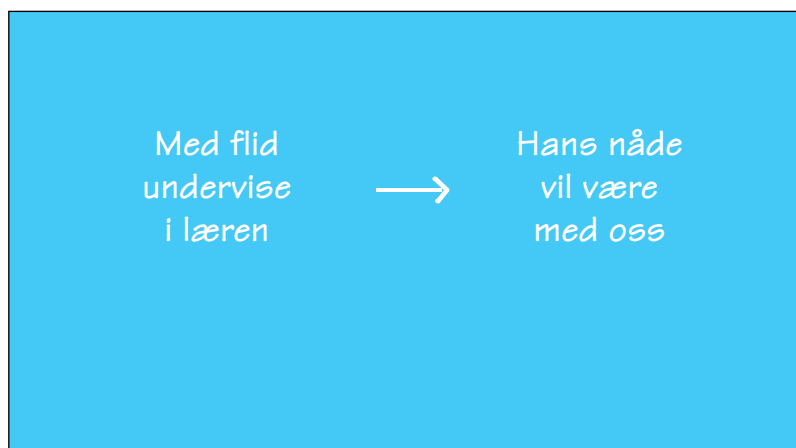 Med flid
undervise
i læren
Hans nåde
vil være
med oss